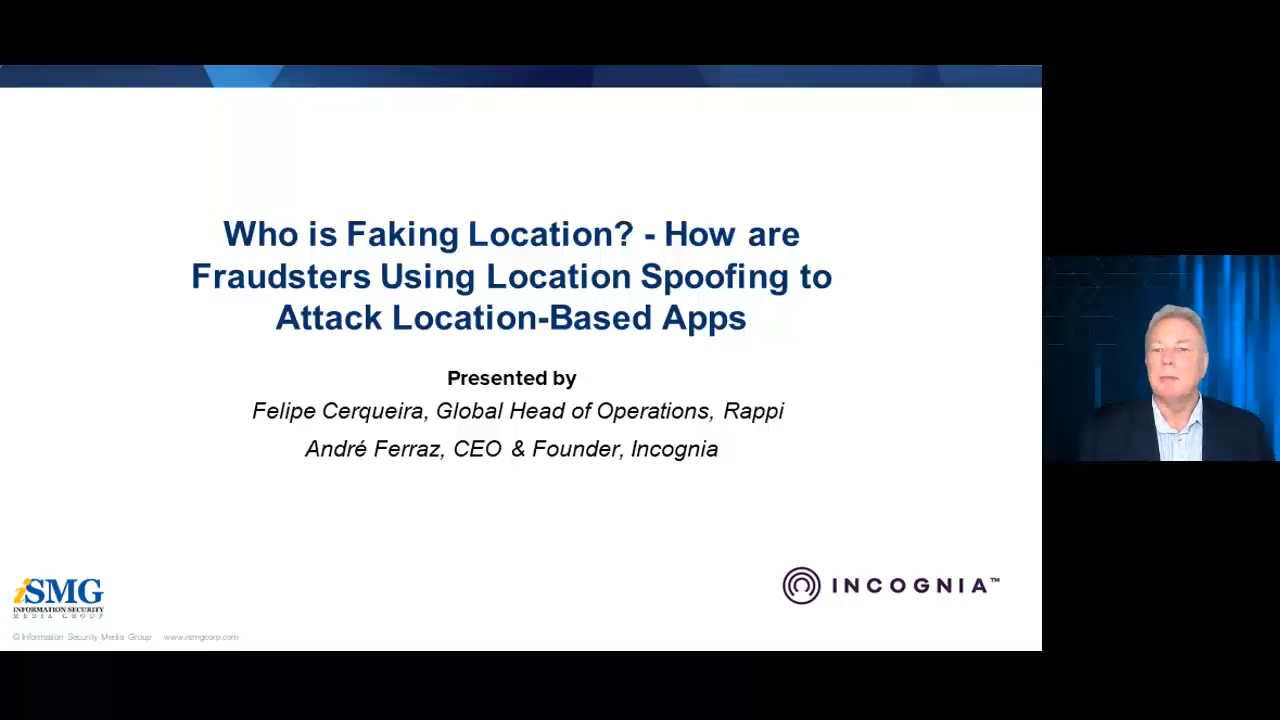 Who is Faking Location? - How are
Fraudsters Using Location Spoofing to
Attack Location-Based Apps
Presented by
Felipe Cerqueira, Global Head of Operations, Rappi
André Ferraz, CEO & Founder, Incognia
iSMG
INFORMATION SECURITY
MEDIA GROUP
INCOGNIA™
© Information Security Media Group www.ismgcorp.com